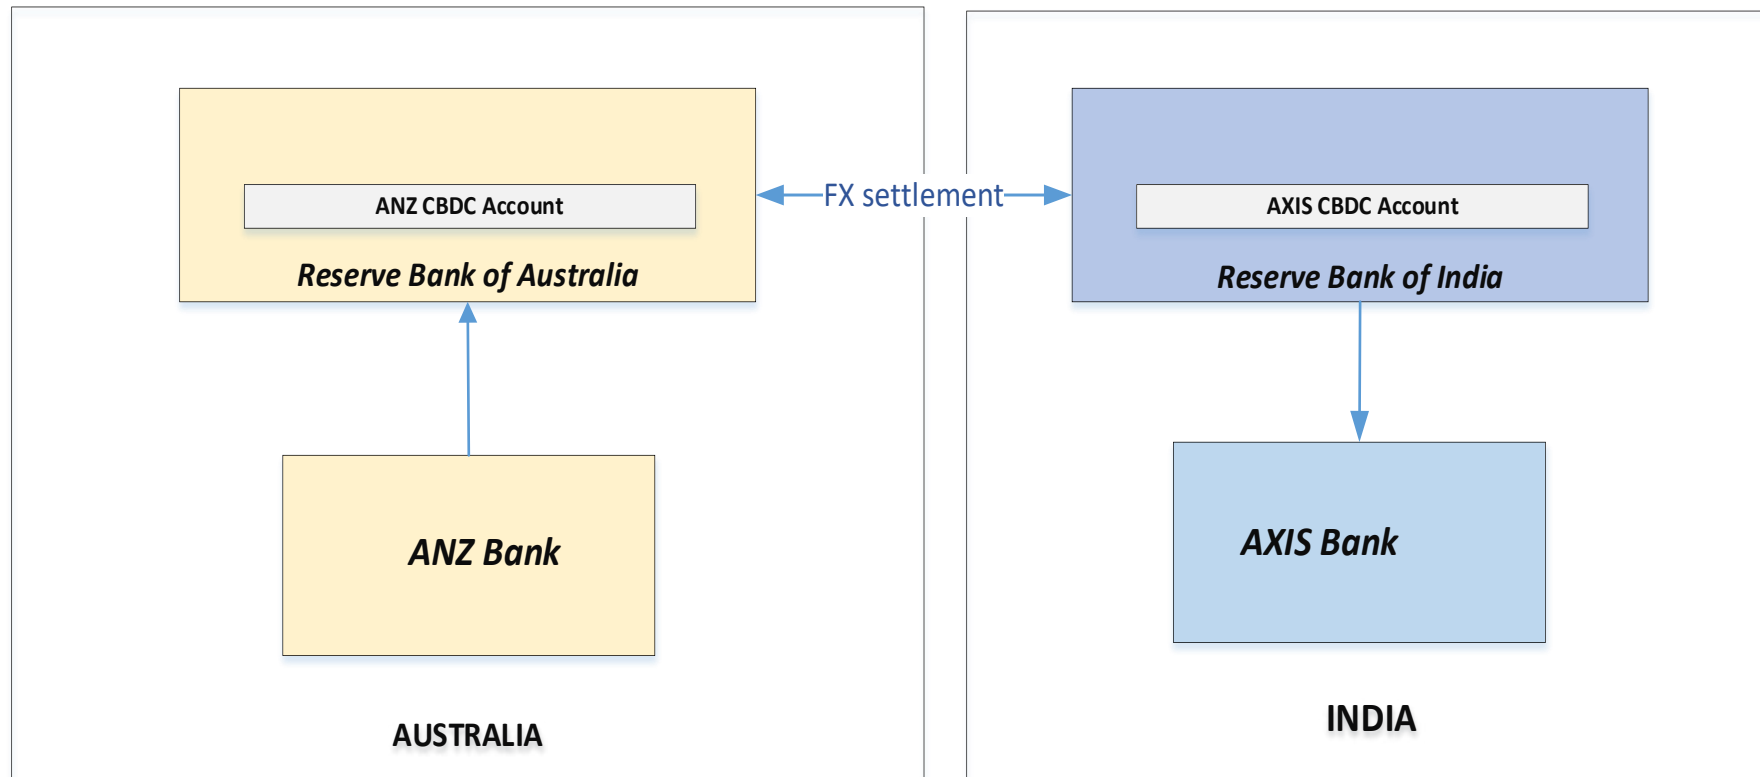 ANZ CBDC Account
Reserve Bank of Australia
FX settlement
AXIS CBDC Account
Reserve Bank of India
ANZ Bank
AXIS Bank
AUSTRALIA
INDIA